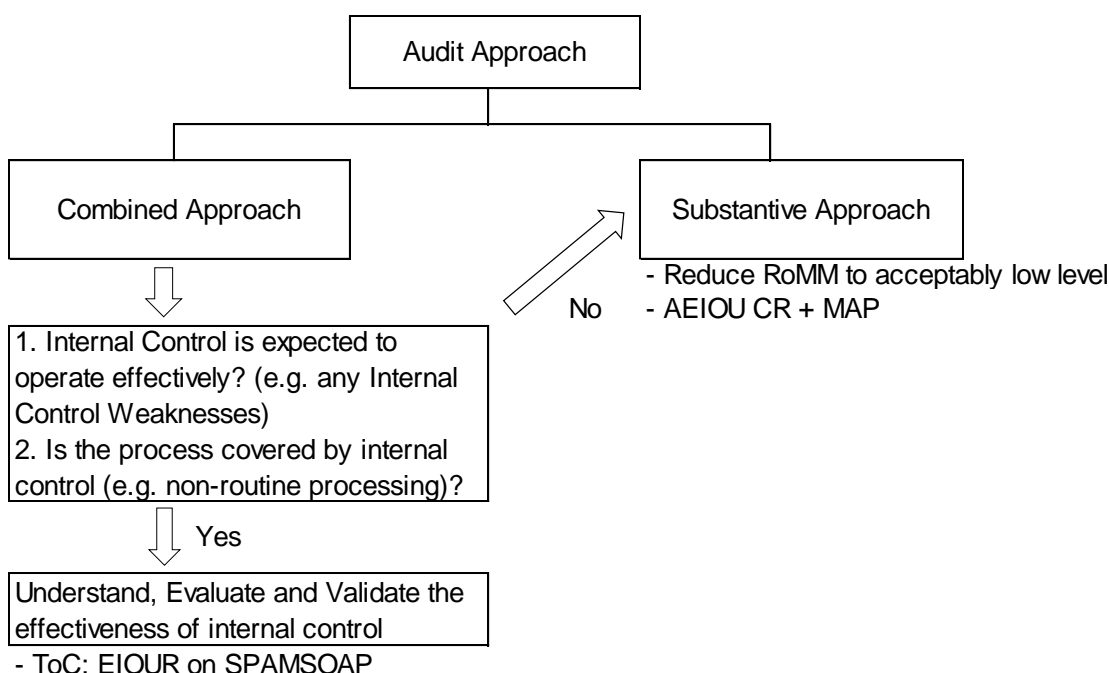 Audit Approach
Combined Approach
Substantive Approach
- Reduce RoMM to acceptably low level
No
- AEIOU CR + MAP
1. Internal Control is expected to
operate effectively? (e.g. any Internal
Control Weaknesses)
2. Is the process covered by internal
control (e.g. non-routine processing)?
Yes
Understand, Evaluate and Validate the
effectiveness of internal control
- ToC: EIOUR on SPAMSOAP